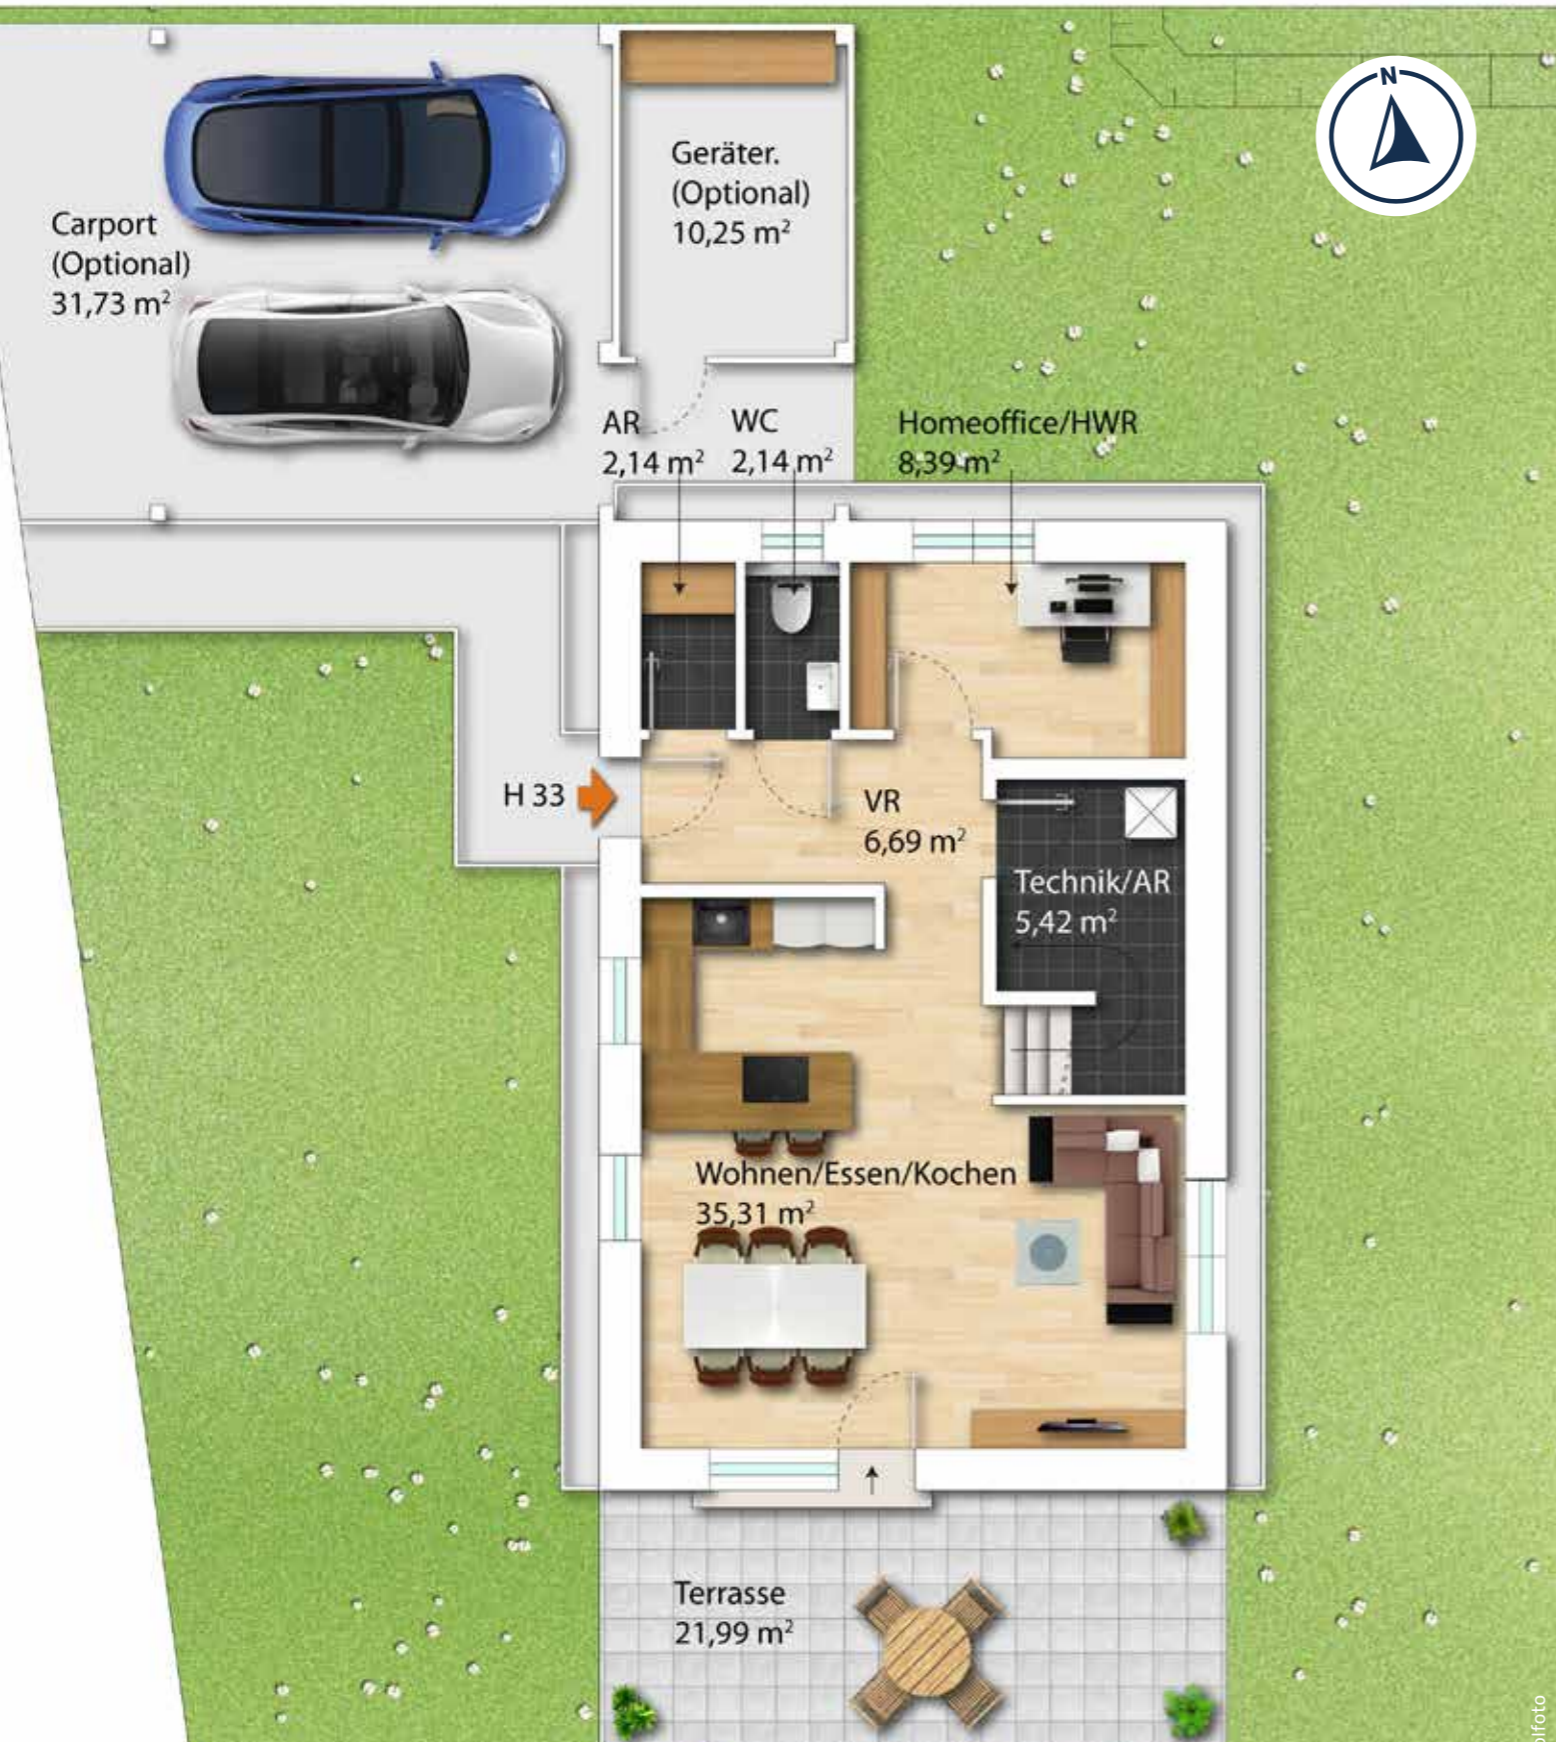 N
Geräter.
(Optional)
10,25 m²
Carport
(Optional)
31,73 m²
AR
2,14 m²
WC
2,14 m²
Homeoffice/HWR
8,39 m²
H 33
VR
6,69 m²
Technik/AR
5,42 m²
Wohnen/Essen/Kochen
35,31 m²
Terrasse
21,99 m²